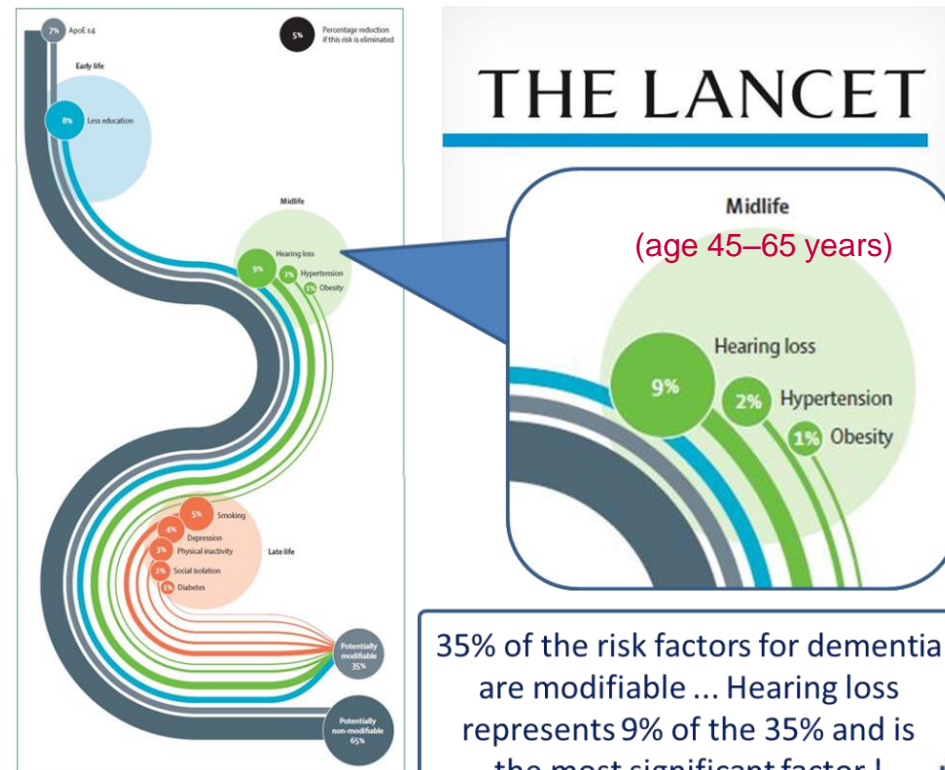 7%
ApoE ε4
5%
Percentage reduction
if this risk is eliminated
Early life
8%
Less education
Midlife
Hearing loss
9%
2%
Hypertension
1%
Obesity
5%
Smoking
4%
Depression
3%
Physical inactivity
Late life
2%
Social isolation
1%
Diabetes
Potentially
modifiable
35%
Potentially
non-modifiable
65%
THE LANCET
Midlife
(age 45–65 years)
Hearing loss
9%
2%
Hypertension
1%
Obesity
35% of the risk factors for dementia
are modifiable ... Hearing loss
represents 9% of the 35% and is
the most significant factor !